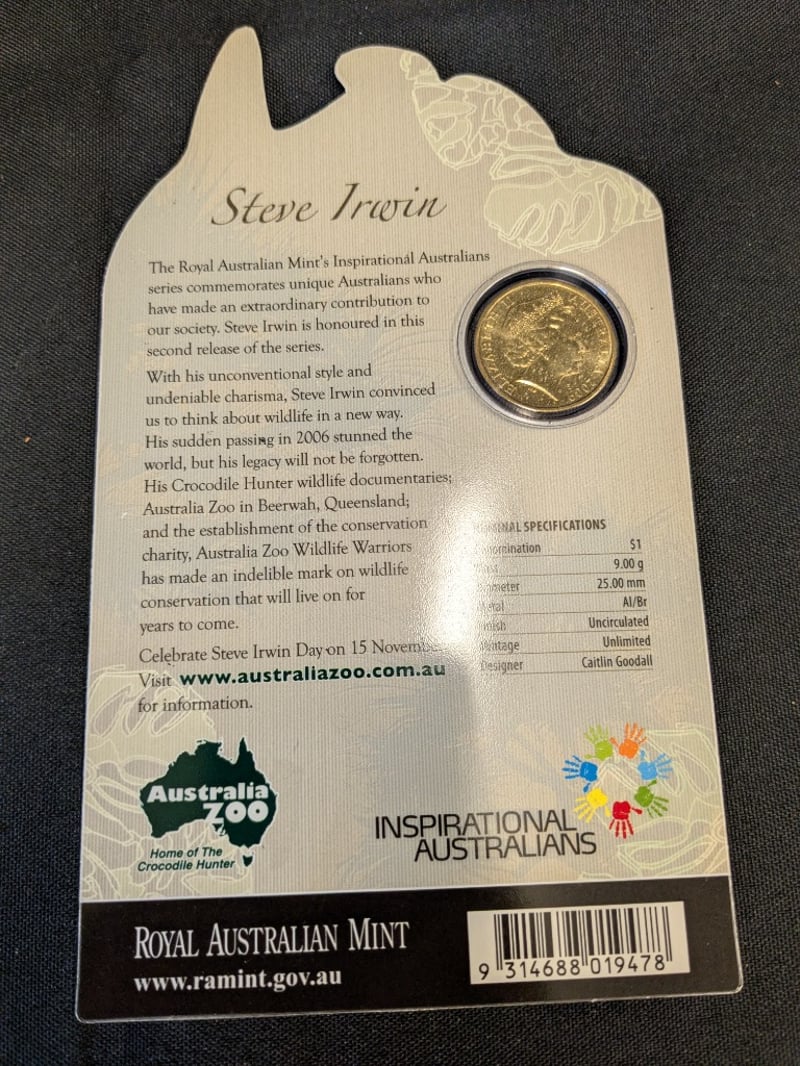 Steve Irwin
The Royal Australian Mint's Inspirational Australians
series commemorates unique Australians who
have made an extraordinary contribution to
our society. Steve Irwin is honoured in this
second release of the series.
With his unconventional style and
undeniable charisma, Steve Irwin convinced
us to think about wildlife in a new way.
His sudden passing in 2006 stunned the
world, but his legacy will not be forgotten.
His Crocodile Hunter wildlife documentaries;
Australia Zoo in Beerwah, Queensland;
and the establishment of the conservation
charity, Australia Zoo Wildlife Warriors
has made an indelible mark on wildlife
conservation that will live on for
years to come.
Celebrate Steve Irwin Day on 15 November
Visit www.australiazoo.com.au
for information.
SPECIFICATIONS
Denomination $1
9.00 g
25.00 mm
Al/Br
Uncirculated
Unlimited
Designer Caitlin Goodall
Australia
ZOO
Home of The
Crocodile Hunter
INSPIRATIONAL
AUSTRALIANS
ROYAL AUSTRALIAN MINT
www.ramint.gov.au
9 314688 019478